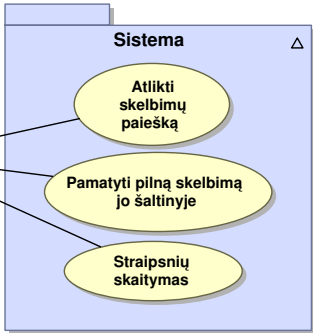 Sistema
Atlikti
skelbimų
paiešką
Pamatyti pilną skelbimą
jo šaltinyje
Straipsnių
skaitymas